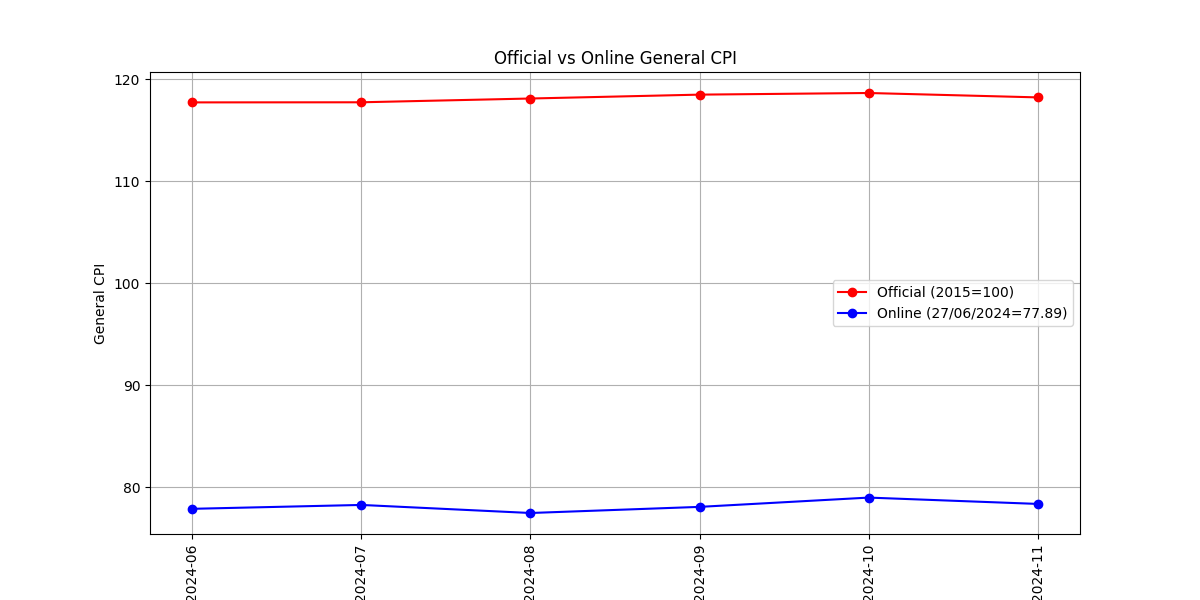 Official vs Online General CPI
120
110
100
90
80
General CPI
Official (2015=100)
Online (27/06/2024=77.89)
2024-06
2024-07
2024-08
2024-09
2024-10
2024-11